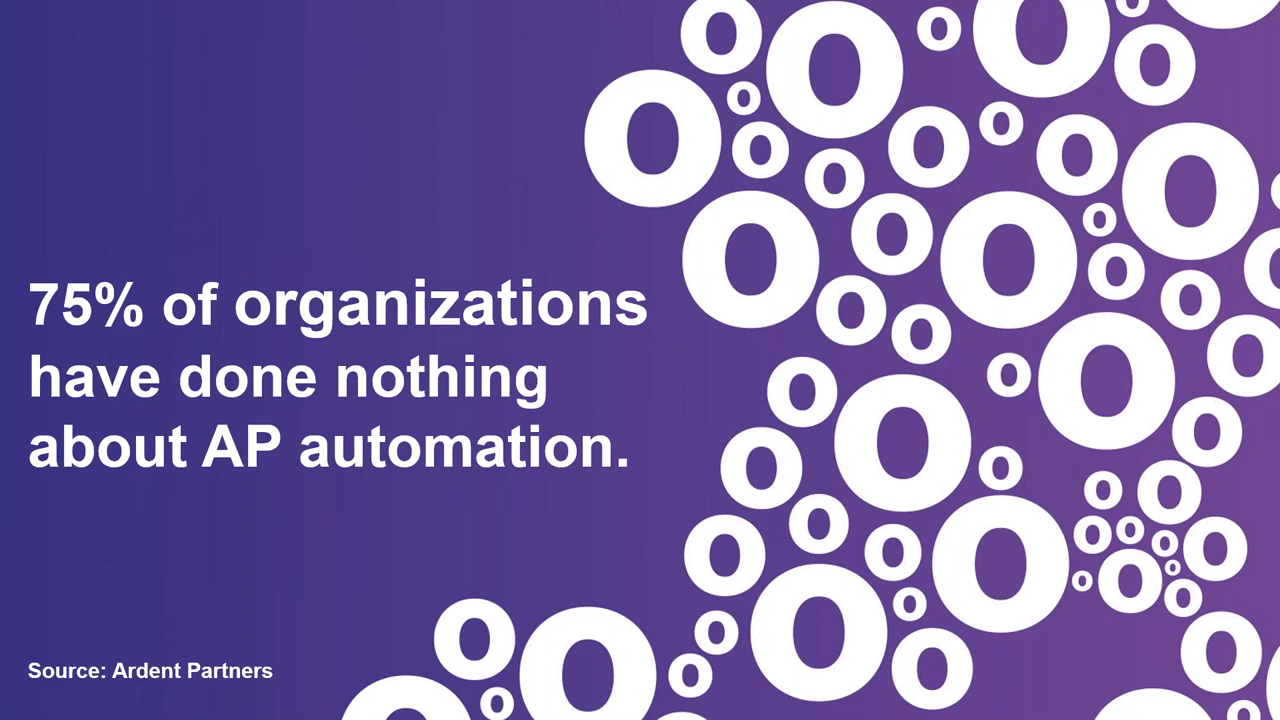 75% of organizations
have done nothing
about AP automation.
Source: Ardent Partners